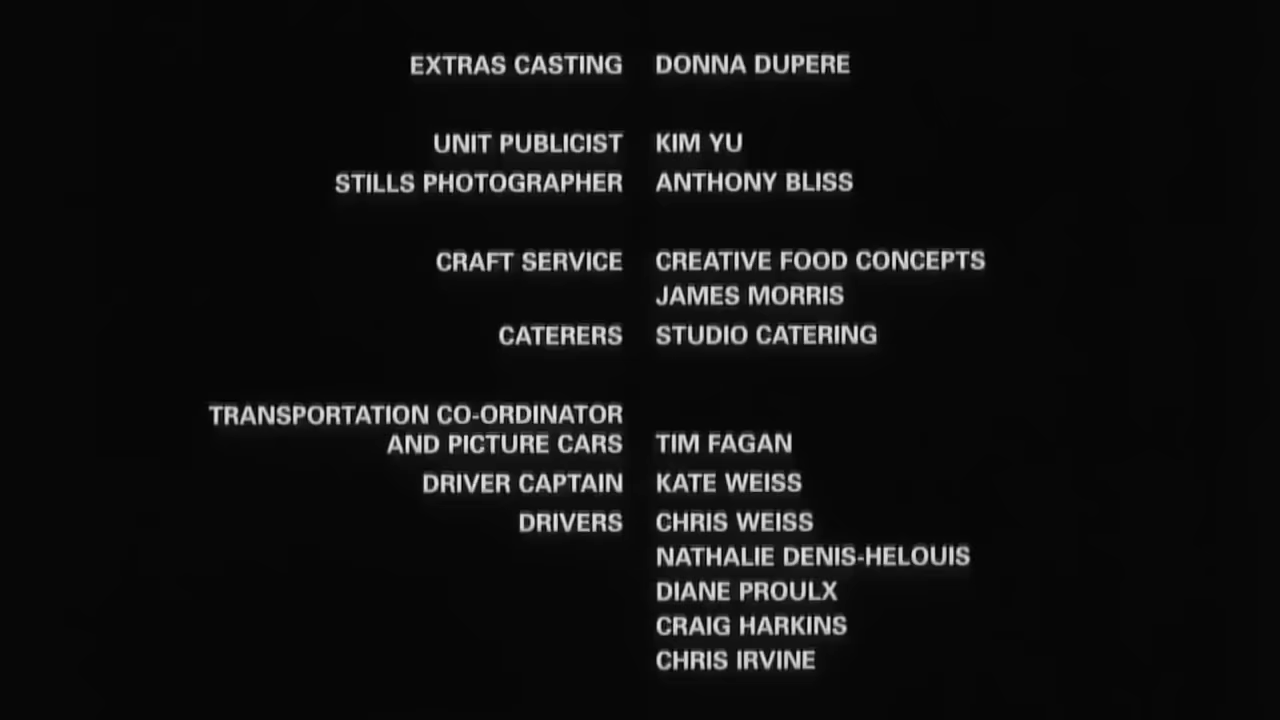 EXTRAS CASTING DONNA DUPERE
UNIT PUBLICIST KIM YU
STILLS PHOTOGRAPHER ANTHONY BLISS
CRAFT SERVICE CREATIVE FOOD CONCEPTS
JAMES MORRIS
CATERERS STUDIO CATERING
TRANSPORTATION CO-ORDINATOR
AND PICTURE CARS TIM FAGAN
DRIVER CAPTAIN KATE WEISS
DRIVERS CHRIS WEISS
NATHALIE DENIS-HELOUIS
DIANE PROULX
CRAIG HARKINS
CHRIS IRVINE